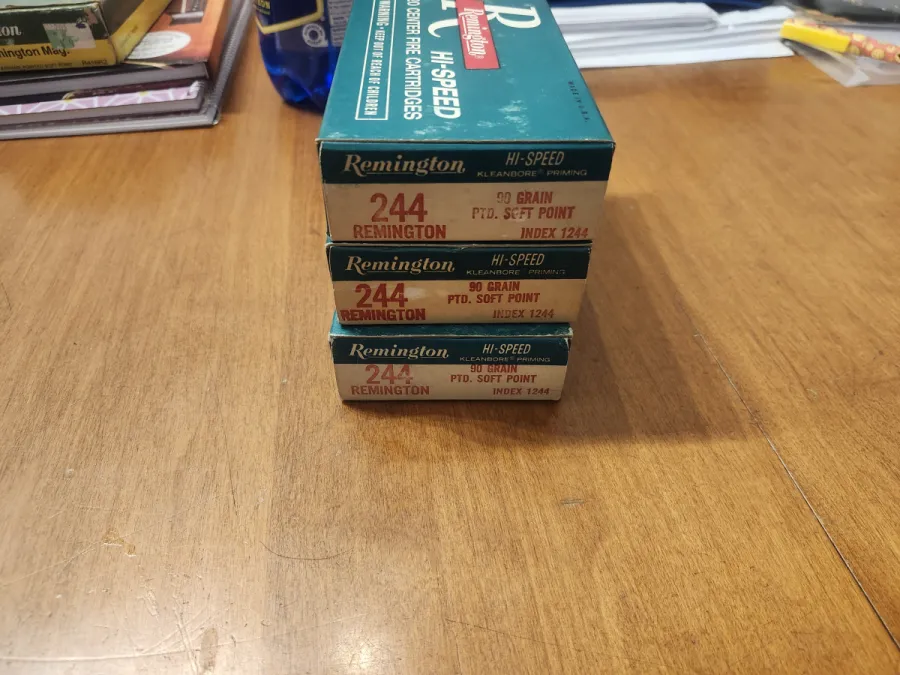 mington Mag.
WARNING - KEEP OUT OF REACH OF CHILDREN
CENTER FIRE CARTRIDGES
HI-SPEED
R
Remington
Remington
HI-SPEED
KLEANBORE® PRIMING
244
REMINGTON
90 GRAIN
PTD. SOFT POINT
INDEX 1244
Remington
HI-SPEED
KLEANBORE® PRIMING
244
REMINGTON
90 GRAIN
PTD. SOFT POINT
INDEX 1244
Remington
HI-SPEED
KLEANBORE® PRIMING
244
REMINGTON
90 GRAIN
PTD. SOFT POINT
INDEX 1244